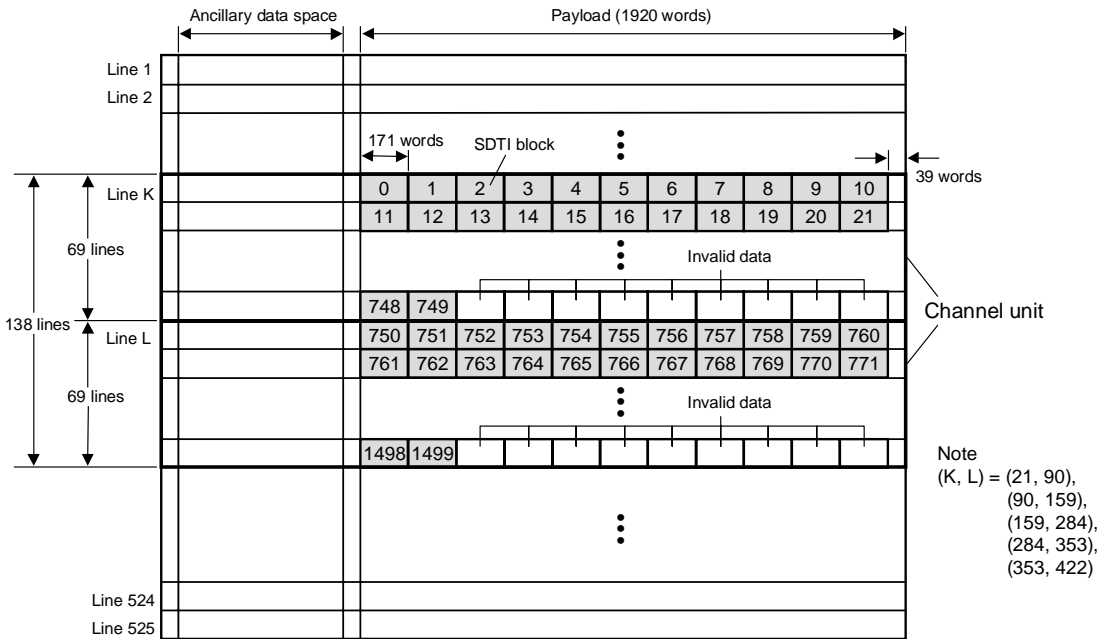 Ancillary data space
Payload (1920 words)
Line 1
Line 2
171 words
SDTI block
39 words
Line K
0 1 2 3 4 5 6 7 8 9 10
11 12 13 14 15 16 17 18 19 20 21
69 lines
Invalid data
748 749
138 lines
Channel unit
Line L
750 751 752 753 754 755 756 757 758 759 760
761 762 763 764 765 766 767 768 769 770 771
69 lines
Invalid data
1498 1499
Note
(K, L) = (21, 90),
(90, 159),
(159, 284),
(284, 353),
(353, 422)
Line 524
Line 525